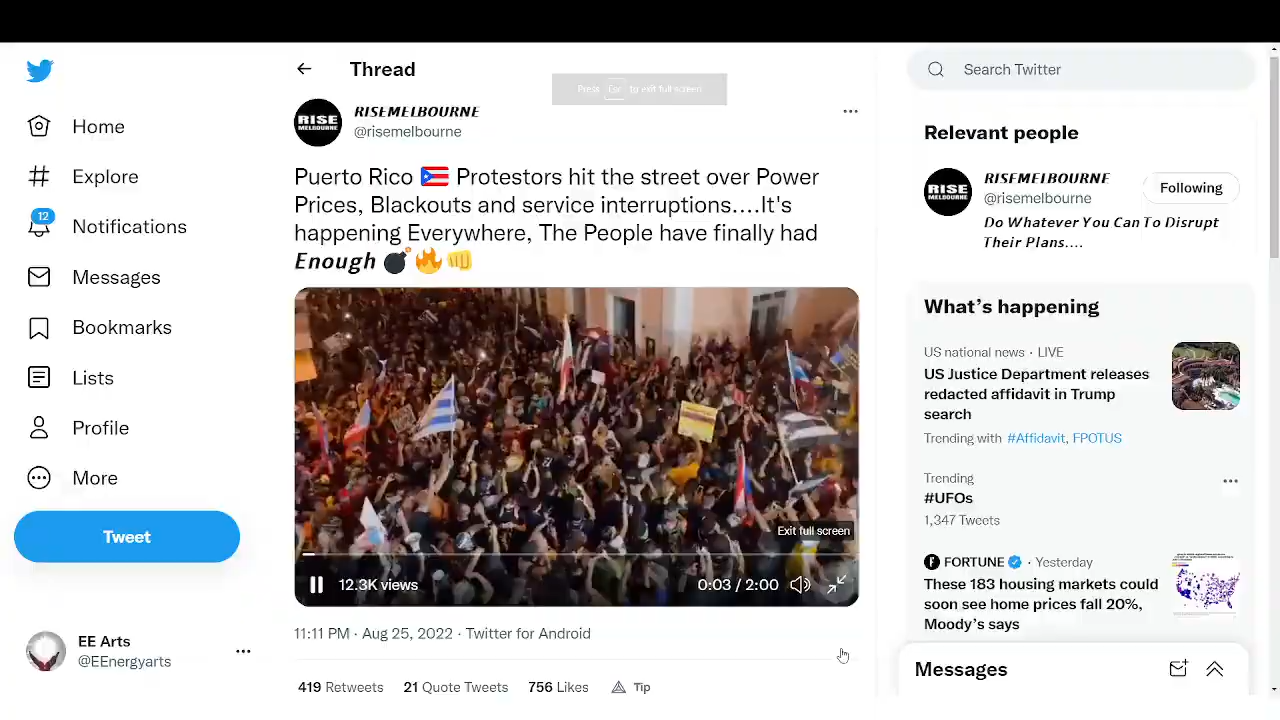 Thread
Search Twitter
Press Esc to exit full screen
Home
Explore
12
Notifications
Messages
Bookmarks
Lists
Profile
More
Tweet
EE Arts
@EEnergyarts
RISE
MELBOURNE
RISEMELBOURNE
@risemelbourne
Puerto Rico 🇵🇷 Protestors hit the street over Power
Prices, Blackouts and service interruptions....It's
happening Everywhere, The People have finally had
Enough 💣🔥👊
Exit full screen
12.3K views
0:03 / 2:00
11:11 PM · Aug 25, 2022 · Twitter for Android
419 Retweets 21 Quote Tweets 756 Likes Tip
Relevant people
RISE
MELBOURNE
RISEMELBOURNE
@risemelbourne
Following
Do Whatever You Can To Disrupt
Their Plans....
What's happening
US national news · LIVE
US Justice Department releases
redacted affidavit in Trump
search
Trending with #Affidavit, FPOTUS
Trending
#UFOs
1,347 Tweets
FORTUNE · Yesterday
These 183 housing markets could
soon see home prices fall 20%,
Moody's says
Messages